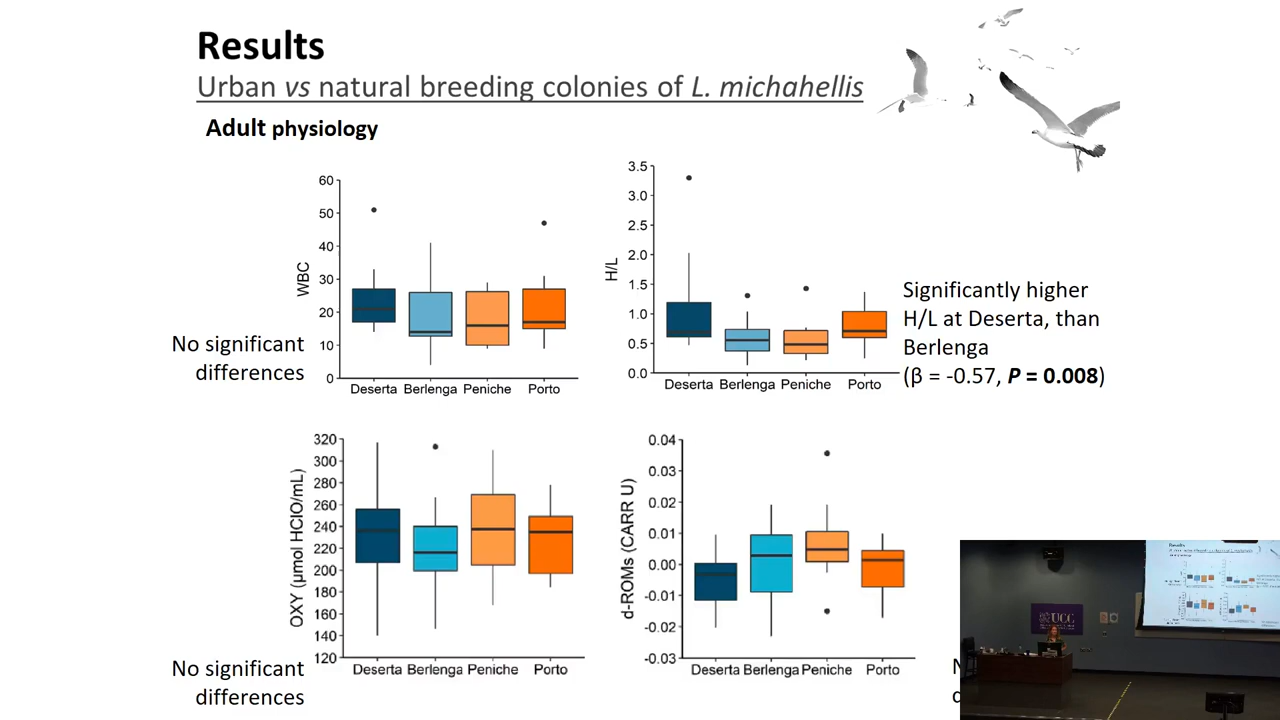 Results
Urban vs natural breeding colonies of L. michahellis
Adult physiology
WBC
60
50
40
30
20
10
0
Deserta Berlenga Peniche Porto
No significant
differences
H/L
3.5
3.0
2.5
2.0
1.5
1.0
0.5
0.0
Deserta Berlenga Peniche Porto
Significantly higher
H/L at Deserta, than
Berlenga
(β = -0.57, P = 0.008)
OXY (µmol HClO/mL)
320
300
280
260
240
220
200
180
160
140
120
Deserta Berlenga Peniche Porto
No significant
differences
d-ROMs (CARR U)
0.04
0.03
0.02
0.01
0.00
-0.01
-0.02
-0.03
Deserta Berlenga Peniche Porto
Results
UCC